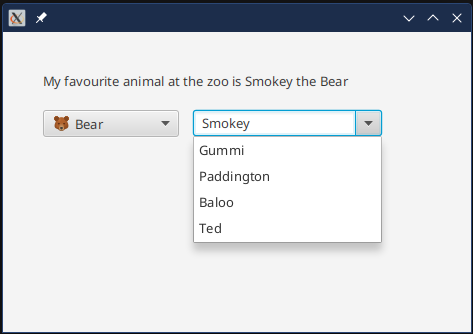 My favourite animal at the zoo is Smokey the Bear
Bear
Smokey
Gummi
Paddington
Baloo
Ted